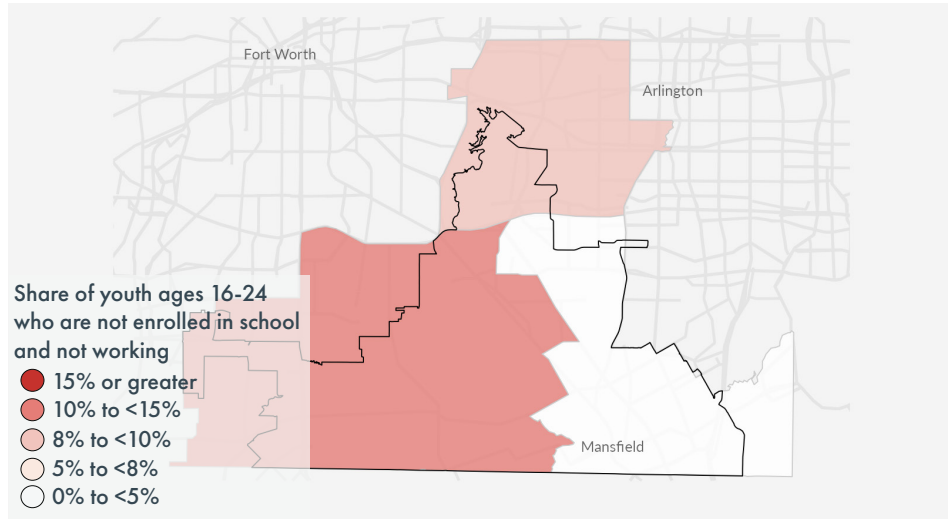 Fort Worth
Arlington
Share of youth ages 16-24
who are not enrolled in school
and not working
15% or greater
10% to <15%
8% to <10%
5% to <8%
0% to <5%
Mansfield